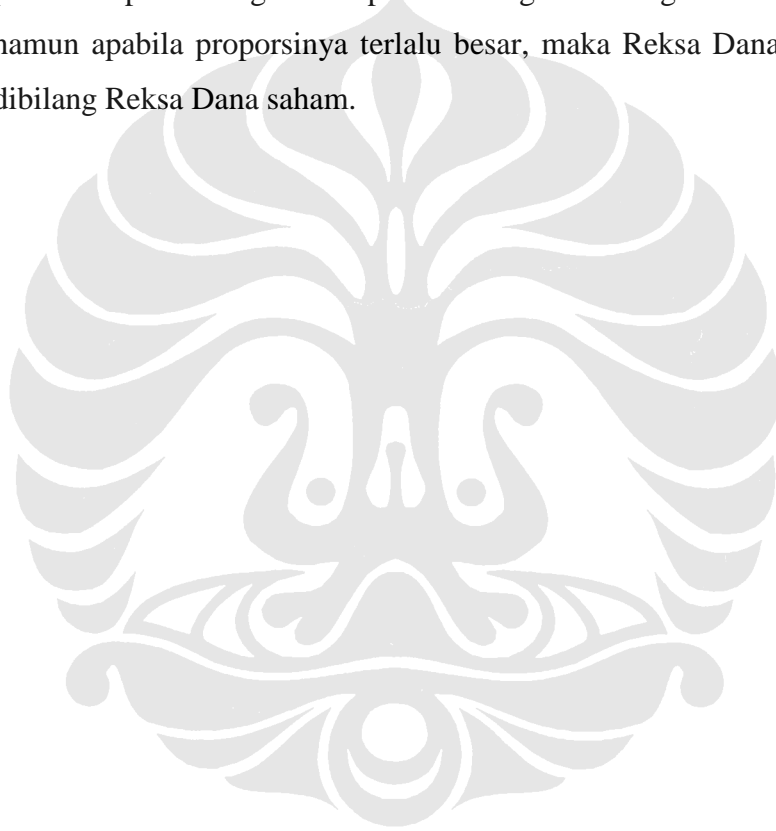 namun apabila proporsinya terlalu besar, maka Reksa Dana
dibilang Reksa Dana saham.